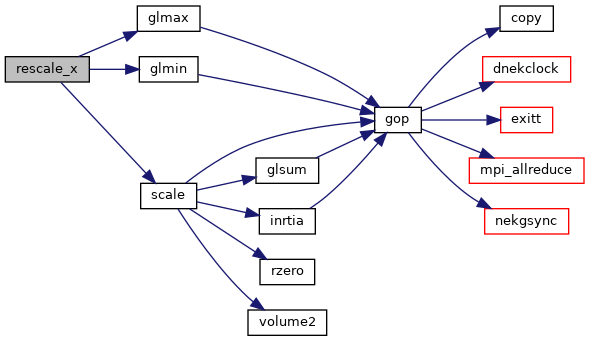 rescale_x
glmax
glmin
scale
gop
glsum
inrtia
rzero
volume2
copy
dnekclock
exitt
mpi_allreduce
nekgsync